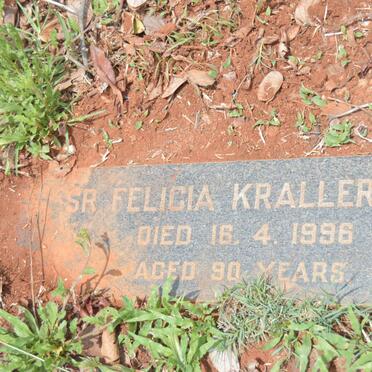 SR FELICIA KRALLER
DIED 16. 4. 1996
AGED 90 YEARS